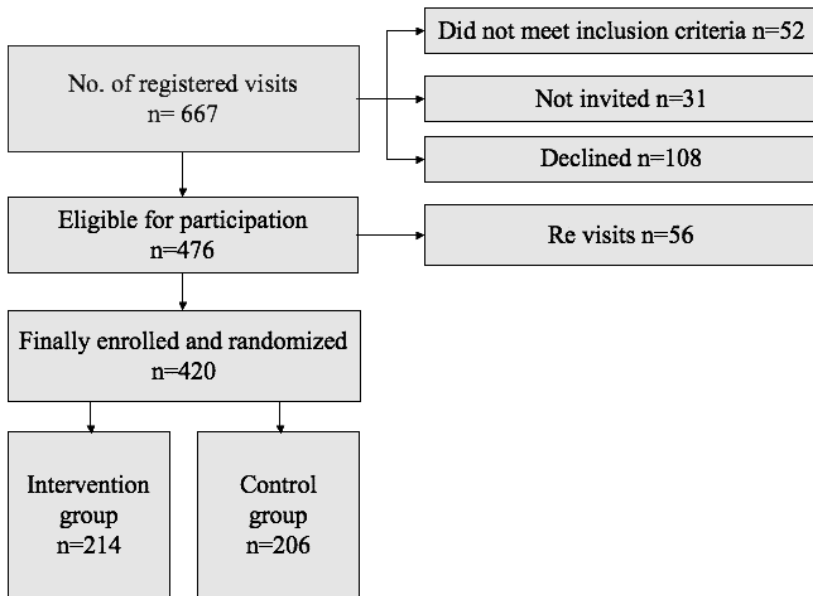 Did not meet inclusion criteria n=52
No. of registered visits
n= 667
Not invited n=31
Declined n=108
Eligible for participation
n=476
Re visits n=56
Finally enrolled and randomized
n=420
Intervention
group
n=214
Control
group
n=206